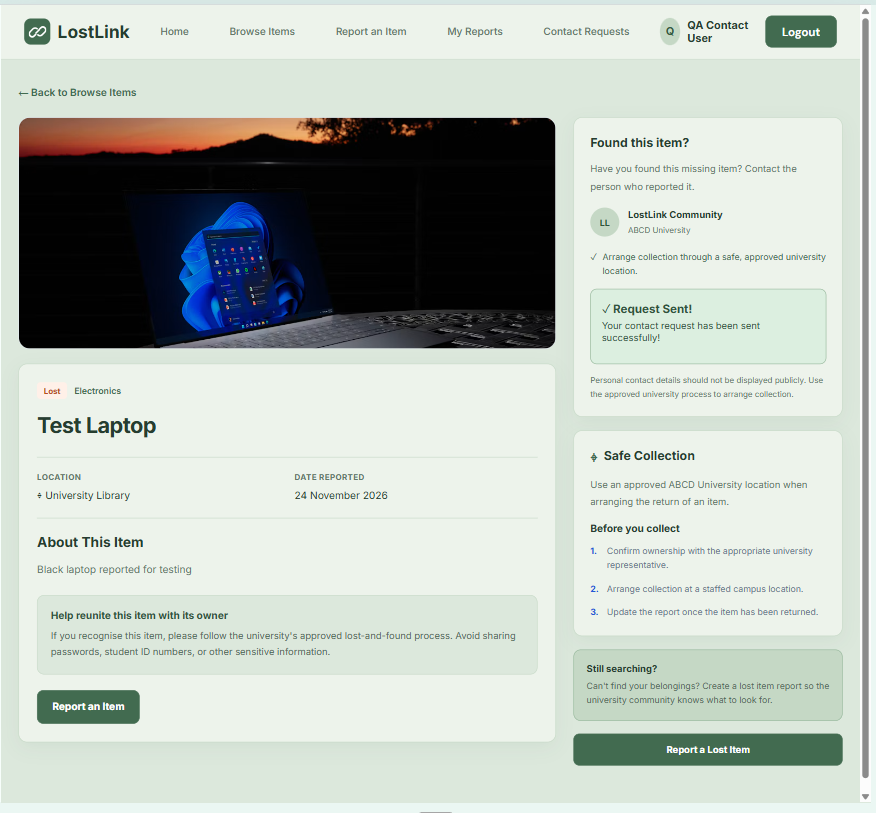 LostLink
Home
Browse Items
Report an Item
My Reports
Contact Requests
Q
QA Contact
User
Logout
← Back to Browse Items
Lost
Electronics
Test Laptop
LOCATION
University Library
DATE REPORTED
24 November 2026
About This Item
Black laptop reported for testing
Help reunite this item with its owner
If you recognise this item, please follow the university's approved lost-and-found process. Avoid sharing
passwords, student ID numbers, or other sensitive information.
Report an Item
Found this item?
Have you found this missing item? Contact the
person who reported it.
LL
LostLink Community
ABCD University
✓ Arrange collection through a safe, approved university
location.
✓ Request Sent!
Your contact request has been sent
successfully!
Personal contact details should not be displayed publicly. Use
the approved university process to arrange collection.
Safe Collection
Use an approved ABCD University location when
arranging the return of an item.
Before you collect
1. Confirm ownership with the appropriate university
representative.
2. Arrange collection at a staffed campus location.
3. Update the report once the item has been returned.
Still searching?
Can't find your belongings? Create a lost item report so the
university community knows what to look for.
Report a Lost Item